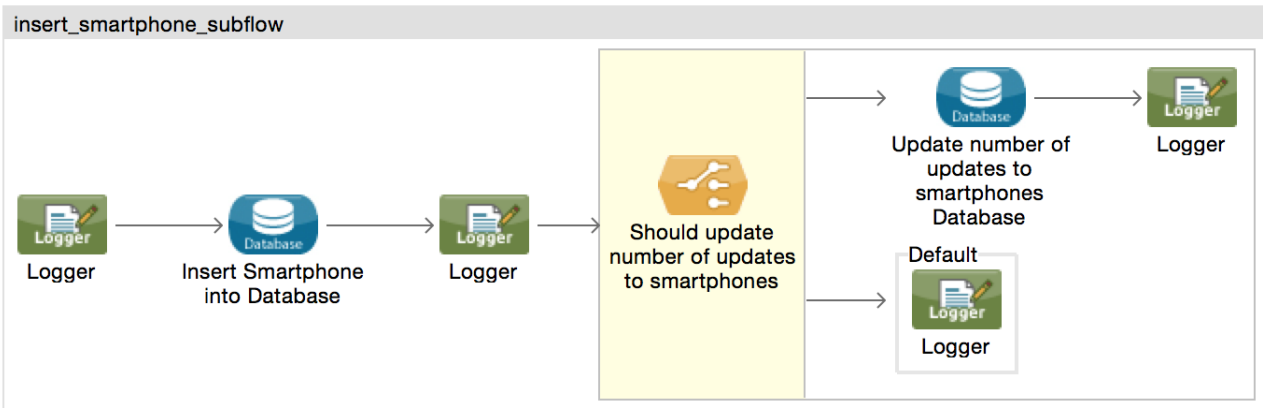 insert_smartphone_subflow
Logger
Logger
Database
Insert Smartphone
into Database
Logger
Logger
Should update
number of updates
to smartphones
Database
Update number of
updates to
smartphones
Database
Logger
Logger
Default
Logger
Logger